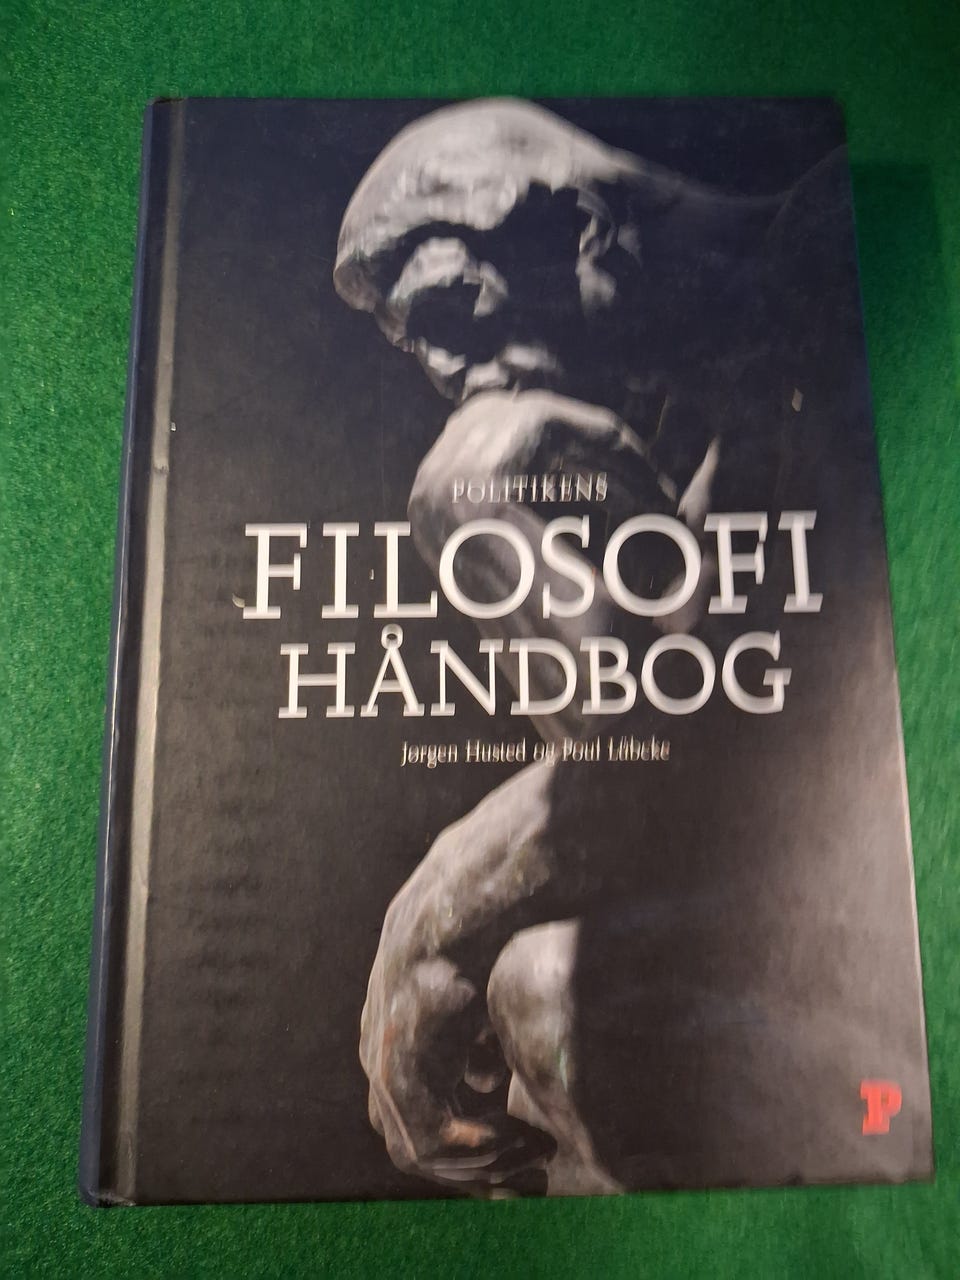 POLITIKENS
FILOSOFI
HÅNDBOG
Jørgen Husted og Poul Lübcke
P